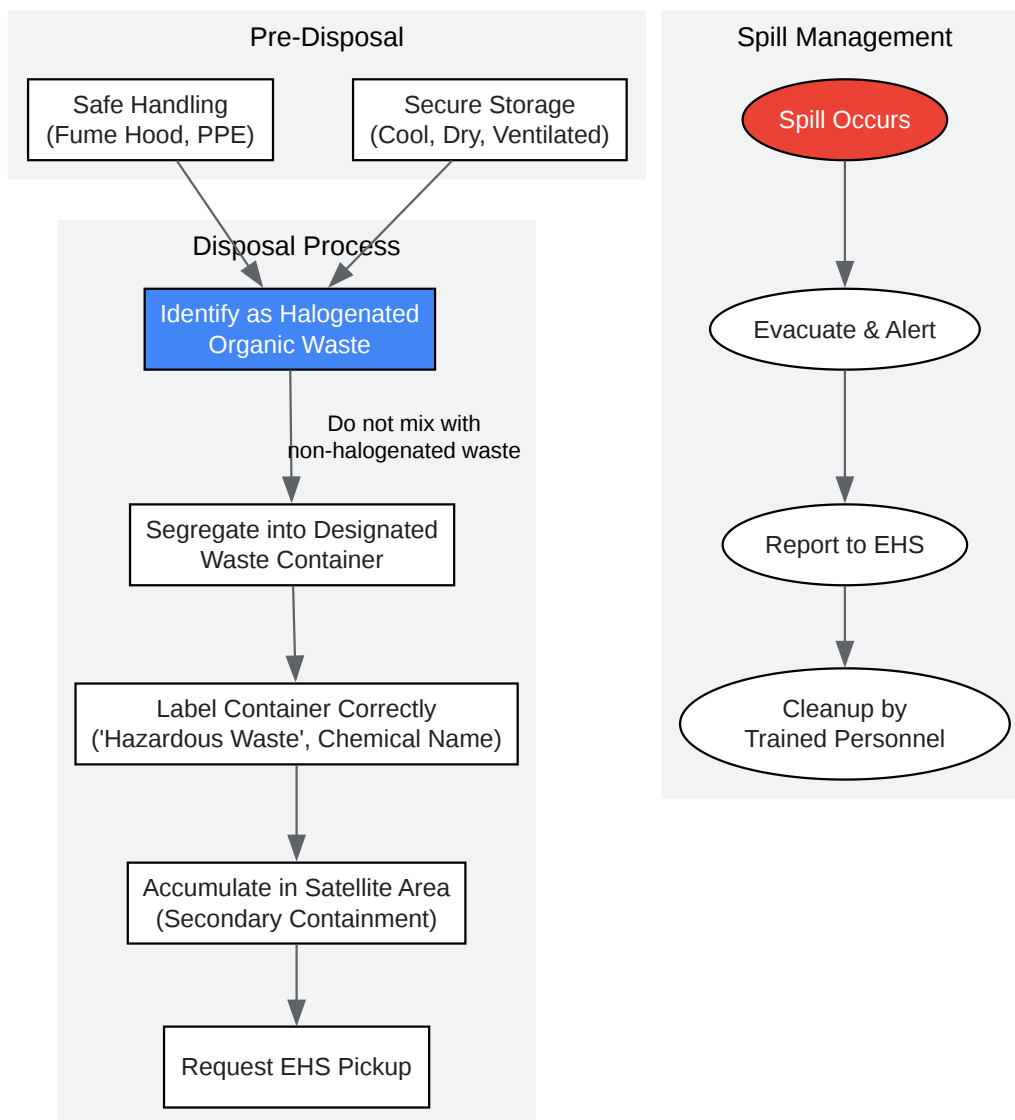 Pre-Disposal
Safe Handling
(Fume Hood, PPE)
Secure Storage
(Cool, Dry, Ventilated)
Disposal Process
Identify as Halogenated
Organic Waste
Do not mix with
non-halogenated waste
Segregate into Designated
Waste Container
Label Container Correctly
('Hazardous Waste', Chemical Name)
Accumulate in Satellite Area
(Secondary Containment)
Request EHS Pickup
Spill Management
Spill Occurs
Evacuate & Alert
Report to EHS
Cleanup by
Trained Personnel